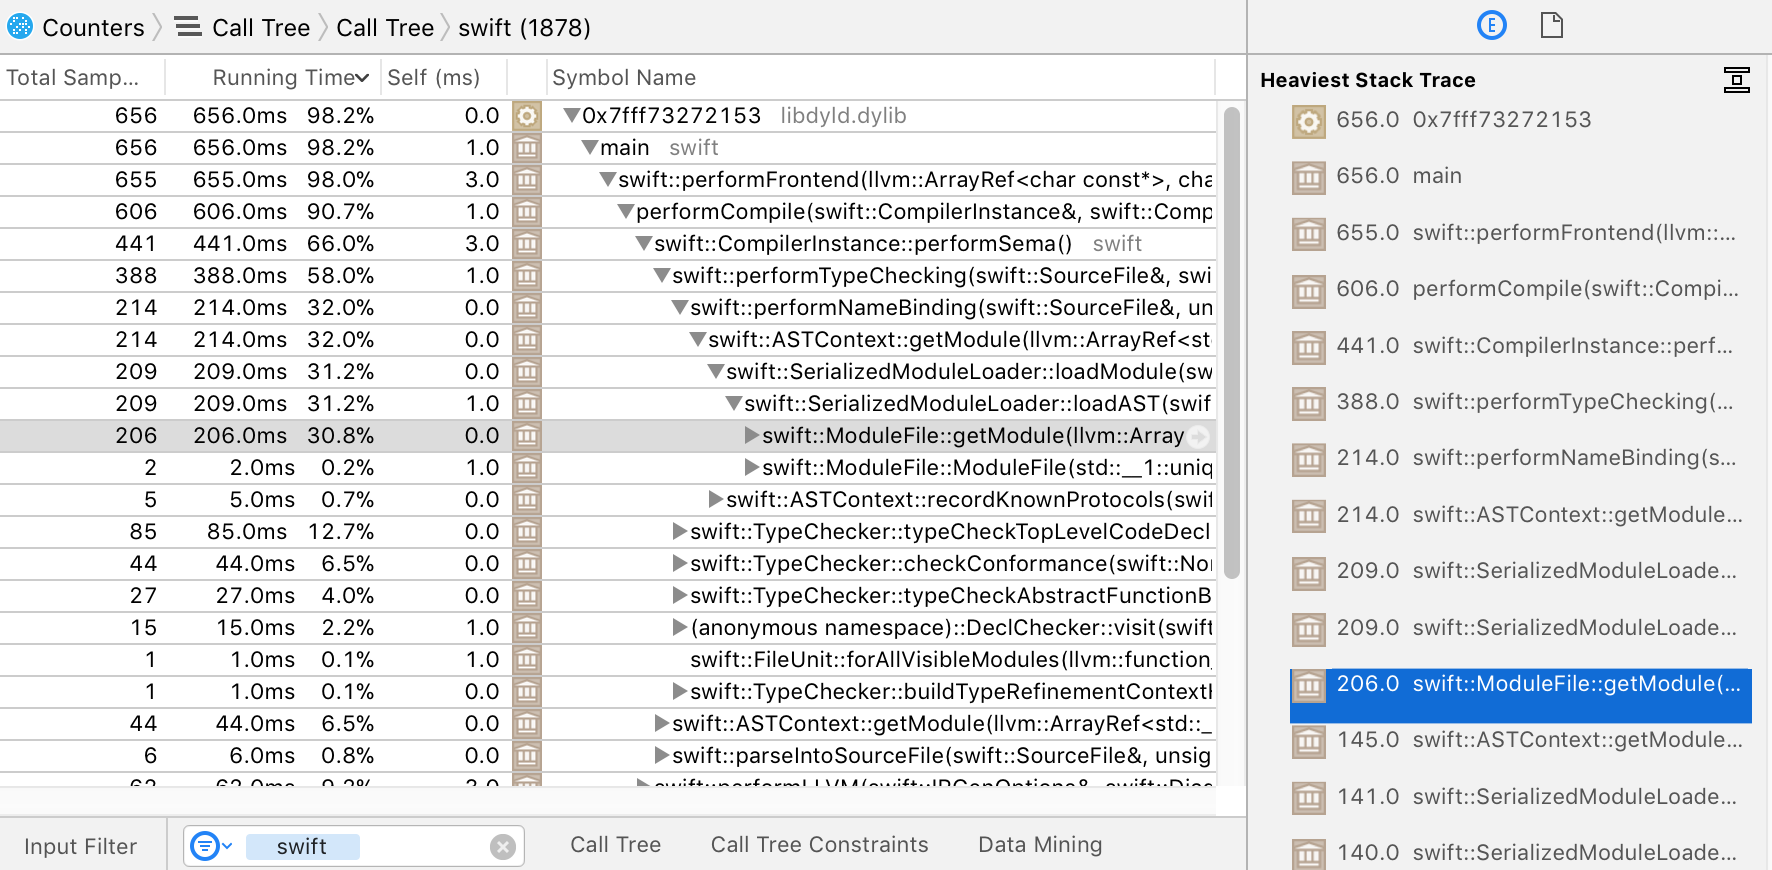 Counters Call Tree Call Tree swift (1878)
Total Samp... Running Time Self (ms) Symbol Name
656 656.0ms 98.2% 0.0 0x7fff73272153 libdyld.dylib
656 656.0ms 98.2% 1.0 main swift
655 655.0ms 98.0% 3.0 swift::performFrontend(llvm::ArrayRef<char const*>, cha
606 606.0ms 90.7% 1.0 performCompile(swift::CompilerInstance&, swift::Comp
441 441.0ms 66.0% 3.0 swift::CompilerInstance::performSema() swift
388 388.0ms 58.0% 1.0 swift::performTypeChecking(swift::SourceFile&, swi
214 214.0ms 32.0% 0.0 swift::performNameBinding(swift::SourceFile&, un
214 214.0ms 32.0% 0.0 swift::ASTContext::getModule(llvm::ArrayRef<st
209 209.0ms 31.2% 0.0 swift::SerializedModuleLoader::loadModule(sw
209 209.0ms 31.2% 1.0 swift::SerializedModuleLoader::loadAST(swif
206 206.0ms 30.8% 0.0 swift::ModuleFile::getModule(llvm::Array
2 2.0ms 0.2% 1.0 swift::ModuleFile::ModuleFile(std::__1::uniq
5 5.0ms 0.7% 0.0 swift::ASTContext::recordKnownProtocols(swif
85 85.0ms 12.7% 0.0 swift::TypeChecker::typeCheckTopLevelCodeDecl
44 44.0ms 6.5% 0.0 swift::TypeChecker::checkConformance(swift::Nor
27 27.0ms 4.0% 0.0 swift::TypeChecker::typeCheckAbstractFunctionB
15 15.0ms 2.2% 1.0 (anonymous namespace)::DeclChecker::visit(swift
1 1.0ms 0.1% 1.0 swift::FileUnit::forAllVisibleModules(llvm::function_
1 1.0ms 0.1% 0.0 swift::TypeChecker::buildTypeRefinementContextH
44 44.0ms 6.5% 0.0 swift::ASTContext::getModule(llvm::ArrayRef<std::_
6 6.0ms 0.8% 0.0 swift::parseIntoSourceFile(swift::SourceFile&, unsig
62 62.0ms 9.2% 2.0 swift::performLLVM(swift::IRGenOptions&, swift::Diag
Input Filter swift Call Tree Call Tree Constraints Data Mining
E
Heaviest Stack Trace
656.0 0x7fff73272153
656.0 main
655.0 swift::performFrontend(llvm::...
606.0 performCompile(swift::Compi...
441.0 swift::CompilerInstance::perf...
388.0 swift::performTypeChecking(...
214.0 swift::performNameBinding(s...
214.0 swift::ASTContext::getModule...
209.0 swift::SerializedModuleLoade...
209.0 swift::SerializedModuleLoade...
206.0 swift::ModuleFile::getModule(...
145.0 swift::ASTContext::getModule...
141.0 swift::SerializedModuleLoade...
140.0 swift::SerializedModuleLoade...